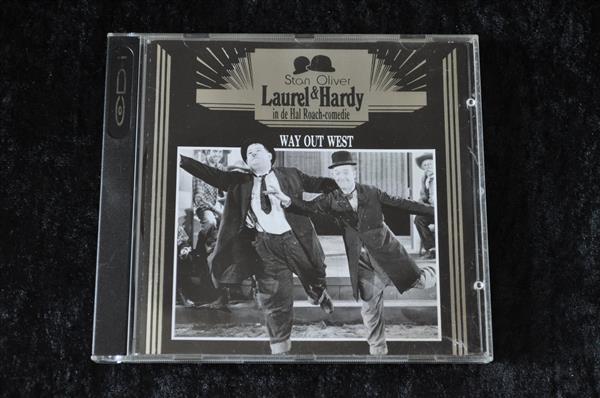 CD-i
Stan Oliver
Laurel & Hardy
in de Hal Roach-comedie
WAY OUT WEST